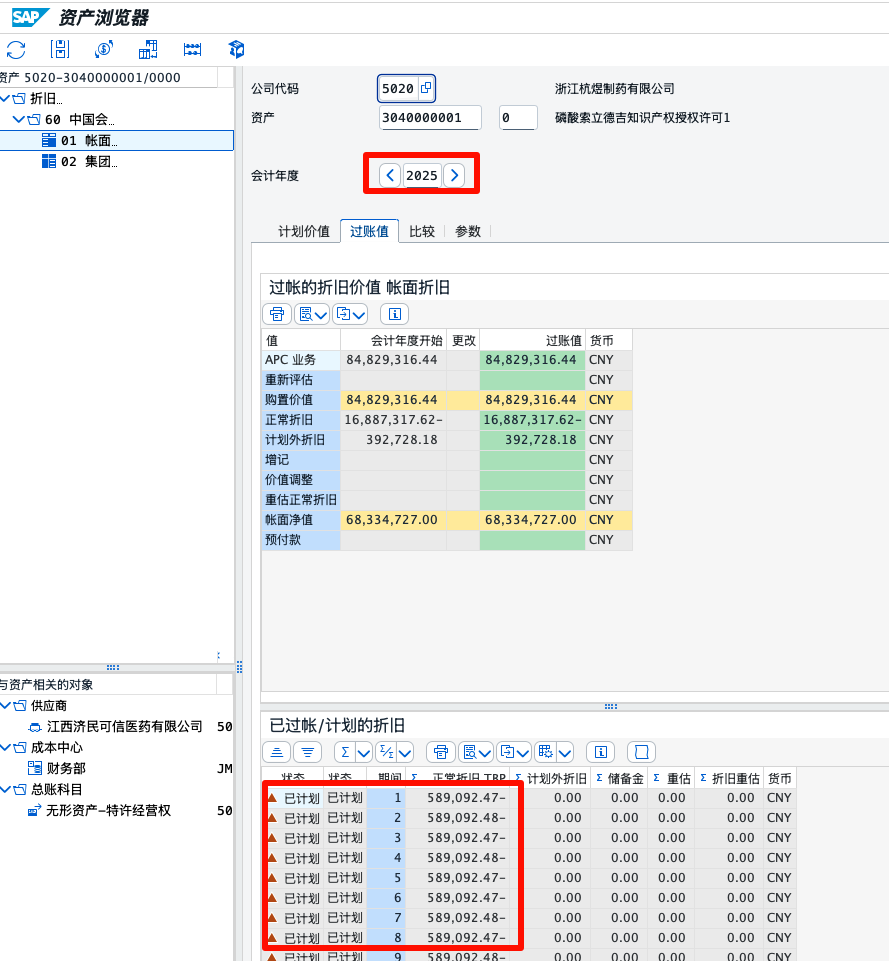 SAP 资产浏览器
资产 5020-3040000001/0000
折旧…
60 中国会…
01 帐面…
02 集团…
公司代码 5020 浙江杭煜制药有限公司
资产 3040000001 0 磷酸索立德吉知识产权授权许可1
会计年度 2025
计划价值 过账值 比较 参数
过帐的折旧价值 帐面折旧
值 会计年度开始 更改 过账值 货币
APC 业务 84,829,316.44 84,829,316.44 CNY
重新评估 CNY
购置价值 84,829,316.44 84,829,316.44 CNY
正常折旧 16,887,317.62- 16,887,317.62- CNY
计划外折旧 392,728.18 392,728.18 CNY
增记 CNY
价值调整 CNY
重估正常折旧 CNY
帐面净值 68,334,727.00 68,334,727.00 CNY
预付款 CNY
与资产相关的对象
供应商
江西济民可信医药有限公司 50
成本中心
财务部 JM
总账科目
无形资产-特许经营权 50
已过帐/计划的折旧
状态 状态 期间 Σ 正常折旧 TBP Σ 计划外折旧 Σ 储备金 Σ 重估 Σ 折旧重估 货币
已计划 已计划 1 589,092.47- 0.00 0.00 0.00 0.00 CNY
已计划 已计划 2 589,092.48- 0.00 0.00 0.00 0.00 CNY
已计划 已计划 3 589,092.47- 0.00 0.00 0.00 0.00 CNY
已计划 已计划 4 589,092.48- 0.00 0.00 0.00 0.00 CNY
已计划 已计划 5 589,092.47- 0.00 0.00 0.00 0.00 CNY
已计划 已计划 6 589,092.47- 0.00 0.00 0.00 0.00 CNY
已计划 已计划 7 589,092.48- 0.00 0.00 0.00 0.00 CNY
已计划 已计划 8 589,092.47- 0.00 0.00 0.00 0.00 CNY
已计划 已计划 9 589,092.48- 0.00 0.00 0.00 0.00 CNY